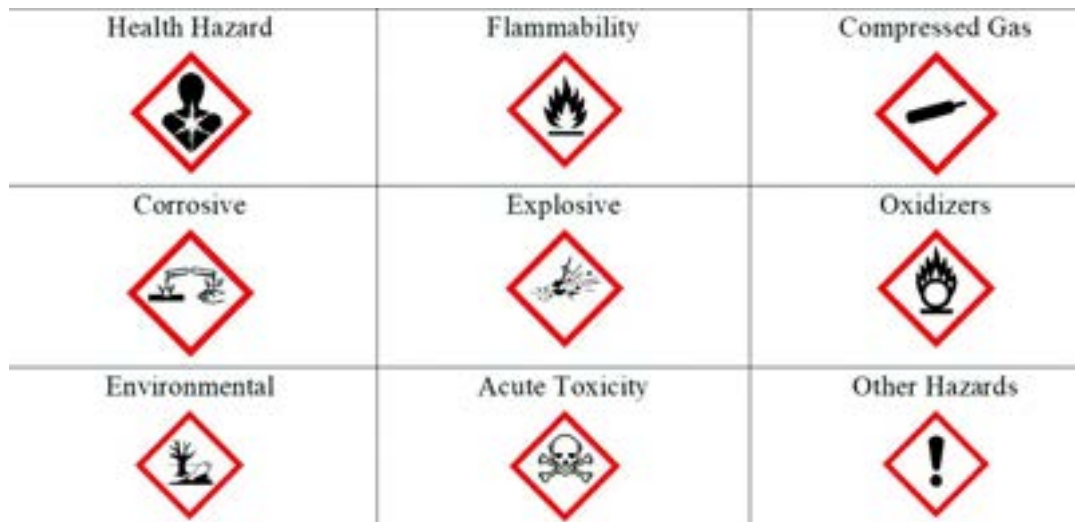 Health Hazard
Flammability
Compressed Gas
Corrosive
Explosive
Oxidizers
Environmental
Acute Toxicity
Other Hazards